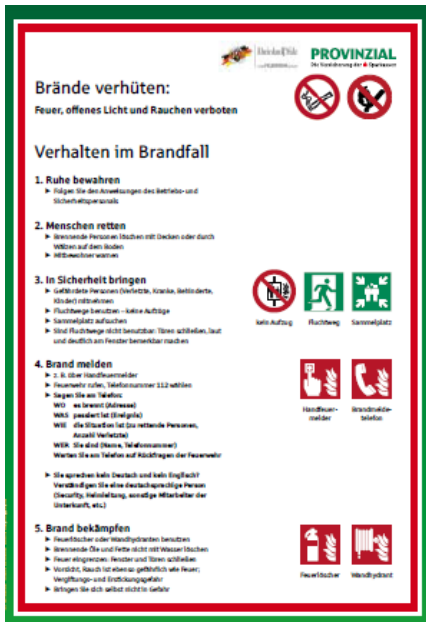 Rheinland Pfalz
PROVINZIAL
Die Versicherung der Sparkassen
Brände verhüten:
Feuer, offenes Licht und Rauchen verboten
Verhalten im Brandfall
1. Ruhe bewahren
► Folgen Sie den Anweisungen des Betriebs- und
Sicherheitspersonals
2. Menschen retten
► Brennende Personen löschen mit Decken oder durch
Wälzen auf dem Boden
► Mitbewohner warnen
3. In Sicherheit bringen
► Gefährdete Personen (Verletzte, Kranke, Behinderte,
Kinder) mitnehmen
► Fluchtwege benutzen – keine Aufzüge
► Sammelplatz aufsuchen
► Sind Fluchtwege nicht benutzbar: Türen schließen, laut
und deutlich am Fenster bemerkbar machen
kein Aufzug
Fluchtweg
Sammelplatz
4. Brand melden
► z. B. über Handfeuermelder
► Feuerwehr rufen, Telefonnummer 112 wählen
► Sagen Sie am Telefon:
WO es brennt (Adresse)
WAS passiert ist (Ereignis)
WIE die Situation ist (zu rettende Personen,
Anzahl Verletzte)
WER Sie sind (Name, Telefonnummer)
Warten Sie am Telefon auf Rückfragen der Feuerwehr
► Sie sprechen kein Deutsch und kein Englisch?
Verständigen Sie eine deutschsprachige Person
(Security, Heimleitung, sonstige Mitarbeiter der
Unterkunft, etc.)
Handfeuer-
melder
Brandmelde-
telefon
5. Brand bekämpfen
► Feuerlöscher oder Wandhydranten benutzen
► Brennende Öle und Fette nicht mit Wasser löschen
► Feuer eingrenzen: Fenster und Türen schließen
► Vorsicht, Rauch ist ebenso gefährlich wie Feuer;
Vergiftungs- und Erstickungsgefahr
► Bringen Sie sich selbst nicht in Gefahr
Feuerlöscher
Wandhydrant